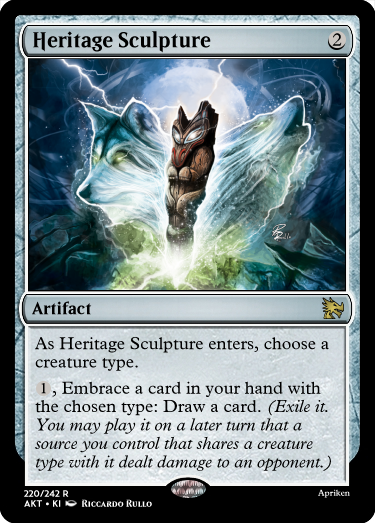 Heritage Sculpture 2
Artifact
As Heritage Sculpture enters, choose a
creature type.
1, Embrace a card in your hand with
the chosen type: Draw a card. (Exile it.
You may play it on a later turn that a
source you control that shares a creature
type with it dealt damage to an opponent.)
220/242 R
AKT • KI Riccardo Rullo
Apriken